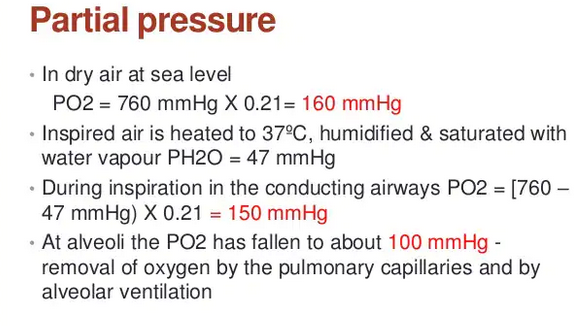 Partial pressure
• In dry air at sea level
PO2 = 760 mmHg X 0.21= 160 mmHg
• Inspired air is heated to 37ºC, humidified & saturated with
water vapour PH2O = 47 mmHg
• During inspiration in the conducting airways PO2 = [760 –
47 mmHg) X 0.21 = 150 mmHg
• At alveoli the PO2 has fallen to about 100 mmHg -
removal of oxygen by the pulmonary capillaries and by
alveolar ventilation